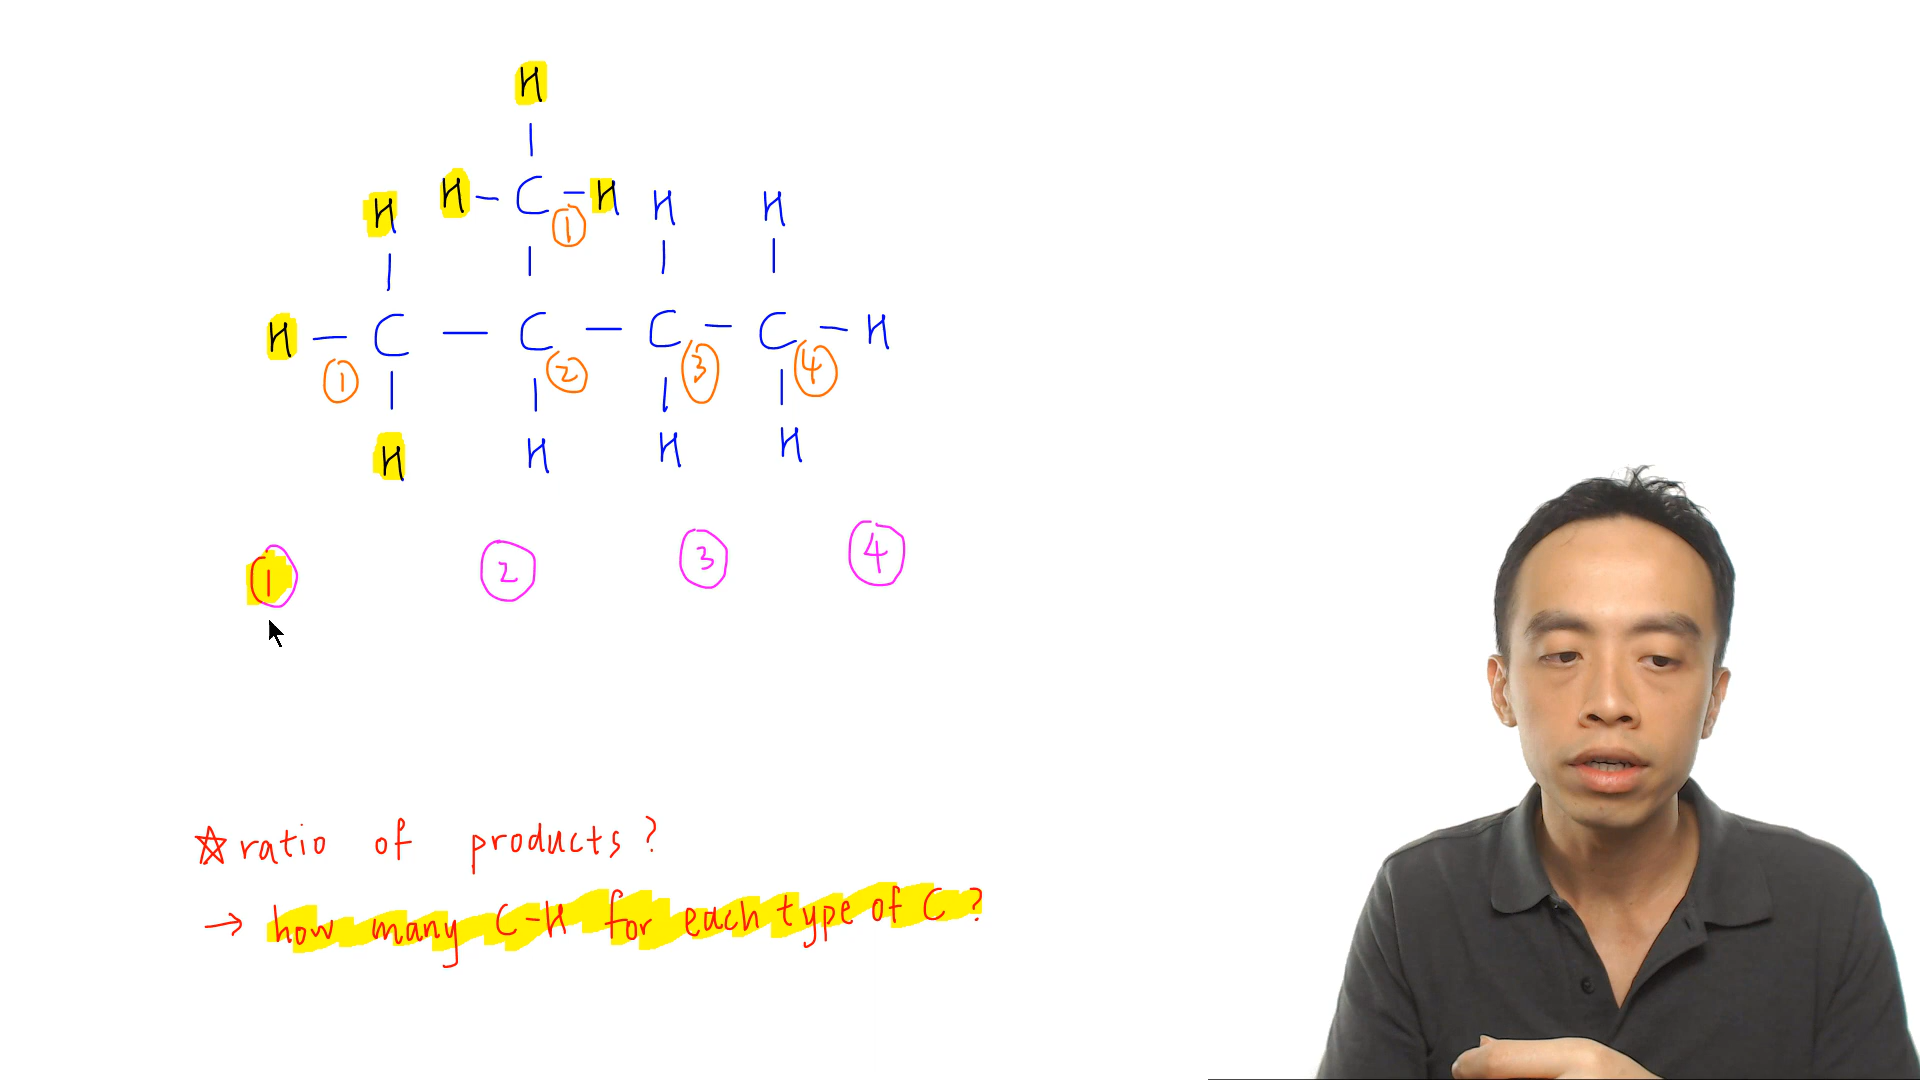 H
H – C – H H H
①
H
H – C – C – C – C – H
① ② ③ ④
H H H H
① ② ③ ④
☆ ratio of products?
→ how many C-H for each type of C?